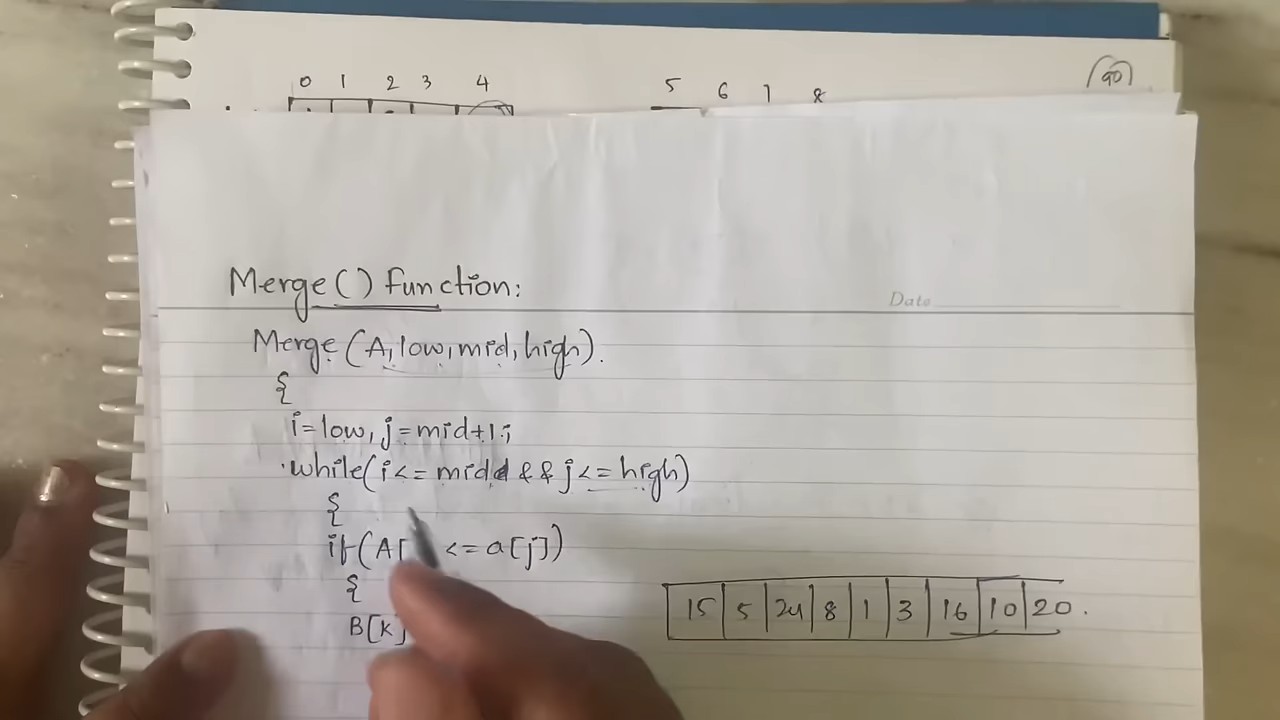 0 1 2 3 4 5 6 7 8
90
Merge() function:
Date
Merge(A, low, mid, high).
{
i=low, j=mid+1;
while(i<=mid && j<=high)
{
if(A[ <=a[j])
{
B[k]
15 5 24 8 1 3 16 10 20.